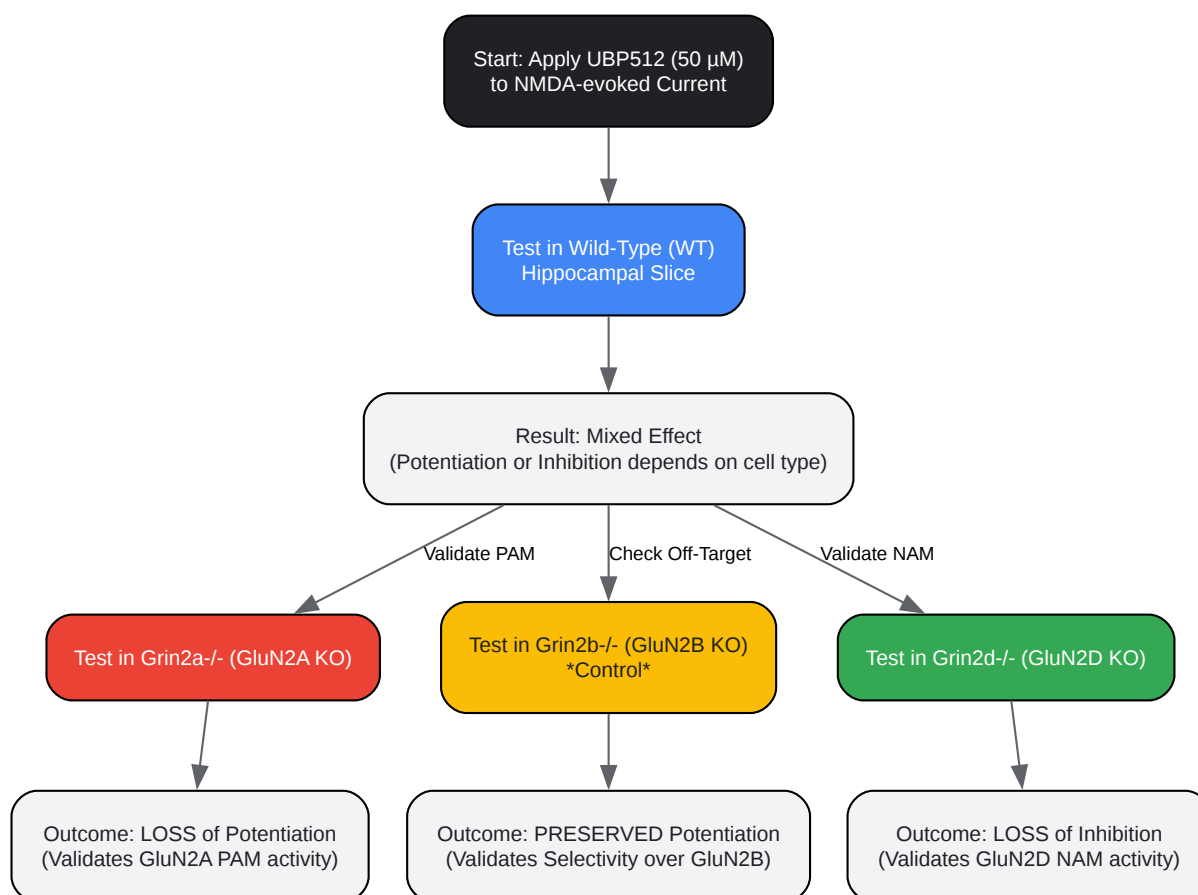 Start: Apply UBP512 (50 µM)
to NMDA-evoked Current
Test in Wild-Type (WT)
Hippocampal Slice
Result: Mixed Effect
(Potentiation or Inhibition depends on cell type)
Validate PAM
Check Off-Target
Validate NAM
Test in Grin2a-/- (GluN2A KO)
Test in Grin2b-/- (GluN2B KO)
*Control*
Test in Grin2d-/- (GluN2D KO)
Outcome: LOSS of Potentiation
(Validates GluN2A PAM activity)
Outcome: PRESERVED Potentiation
(Validates Selectivity over GluN2B)
Outcome: LOSS of Inhibition
(Validates GluN2D NAM activity)